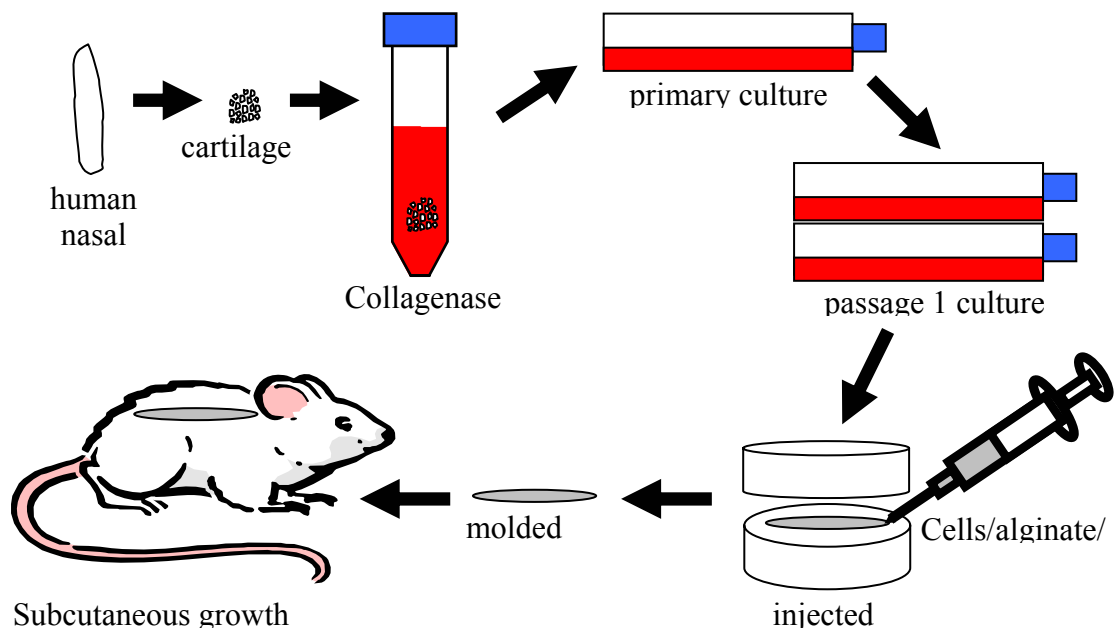 human
nasal
cartilage
Collagenase
primary culture
passage 1 culture
Cells/alginate/
injected
molded
Subcutaneous growth